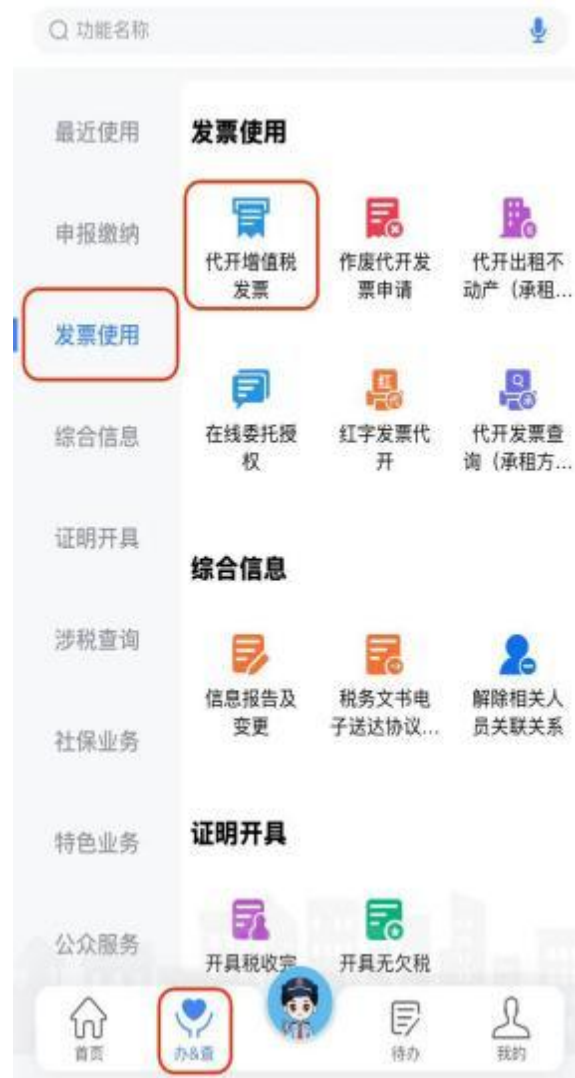 功能名称
最近使用
申报缴纳
发票使用
综合信息
证明开具
涉税查询
社保业务
特色业务
公众服务
发票使用
代开增值税
发票
作废代开发
票申请
代开出租不
动产（承租...
在线委托授
权
红字发票代
开
代开发票查
询（承租方...
综合信息
信息报告及
变更
税务文书电
子送达协议...
解除相关人
员关联关系
证明开具
开具税收完
开具无欠税
首页
办&查
待办
我的